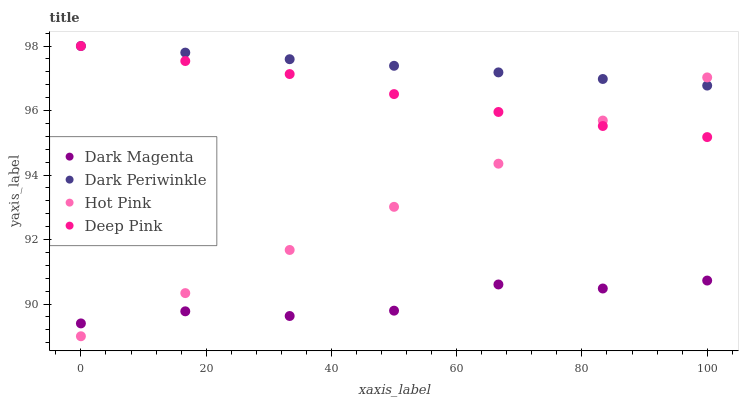 title
yaxis_label
98
96
94
92
90
Dark Magenta
Dark Periwinkle
Hot Pink
Deep Pink
0 20 40 60 80 100
xaxis_label